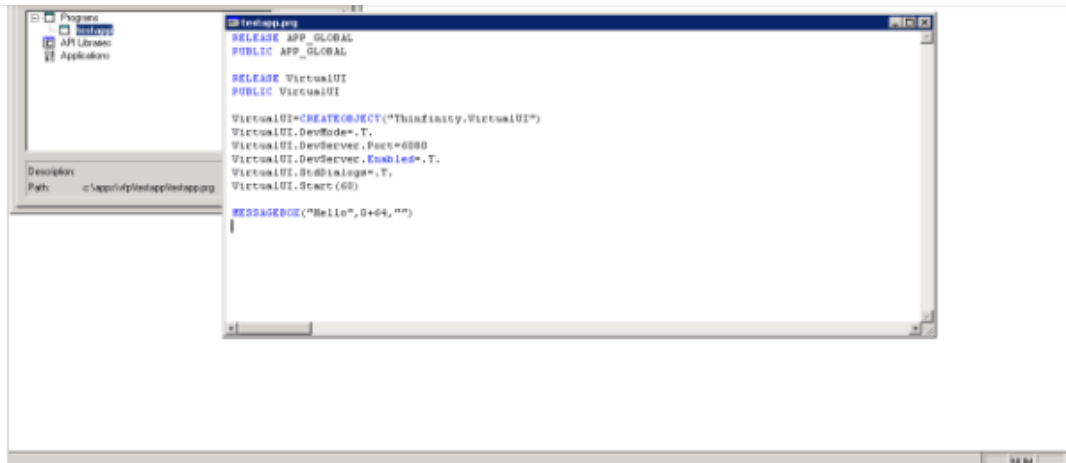 Programs
testapp
API Libraries
Applications
Description:
Path: c:\apps\vfp\testapp\testapp.prg
testapp.prg
RELEASE APP_GLOBAL
PUBLIC APP_GLOBAL
RELEASE VirtualUI
PUBLIC VirtualUI
VirtualUI=CREATEOBJECT("Thinfinity.VirtualUI")
VirtualUI.DevMode=.T.
VirtualUI.DevServer.Port=6080
VirtualUI.DevServer.Enabled=.T.
VirtualUI.StdDialogs=.T.
VirtualUI.Start(60)
MESSAGEBOX("Hello",0+64,"")
NUM